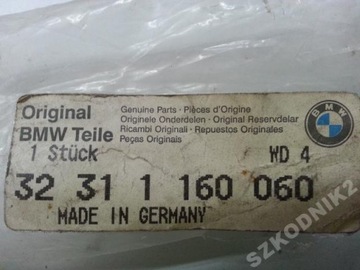 Original
BMW Teile
Genuine Parts · Pièces d'Origine
Originele Onderdelen · Original Reservdelar
Ricambi Originali · Repuestos Originales
Peças Originais
BMW
1 Stück
WD 4
32 31 1 160 060
MADE IN GERMANY
SZKODNIK2